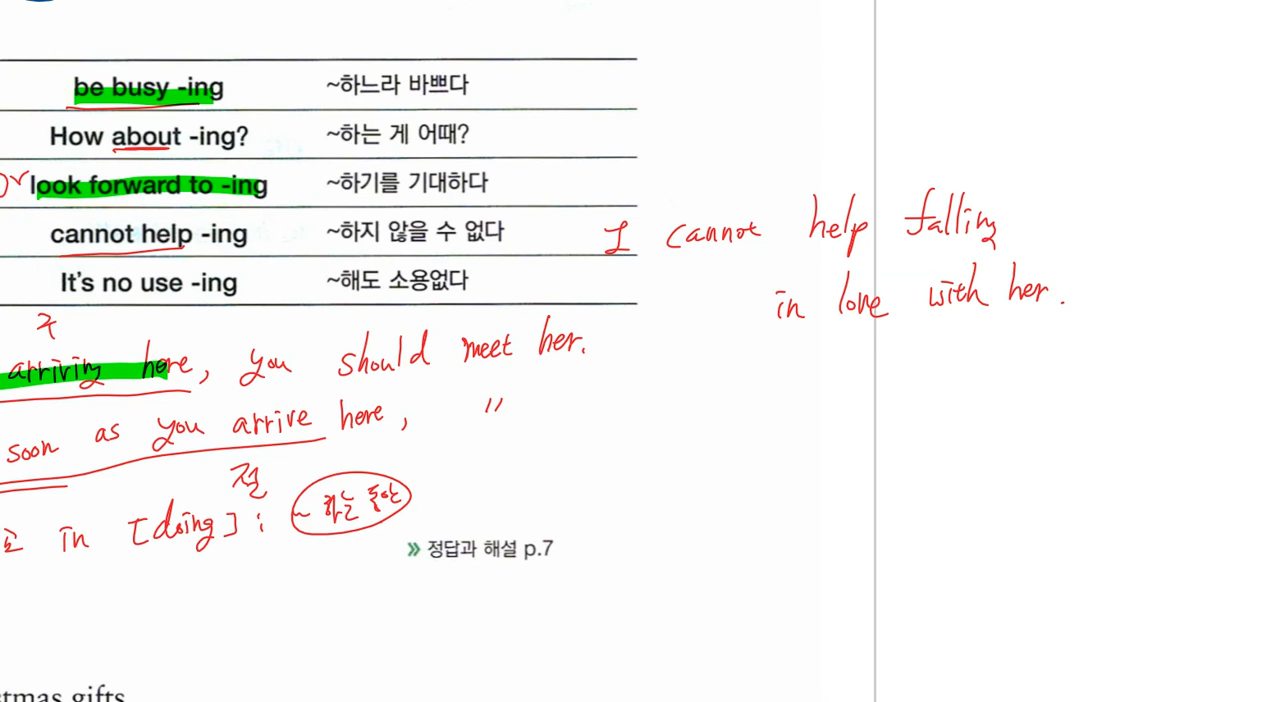 be busy -ing ~하느라 바쁘다
How about -ing? ~하는 게 어때?
look forward to -ing ~하기를 기대하다
cannot help -ing ~하지 않을 수 없다
It's no use -ing ~해도 소용없다
I cannot help falling
in love with her.
구
arriving here, you should meet her.
soon as you arrive here, "
절
in [doing] : ~하는 동안
» 정답과 해설 p.7
stmas gifts